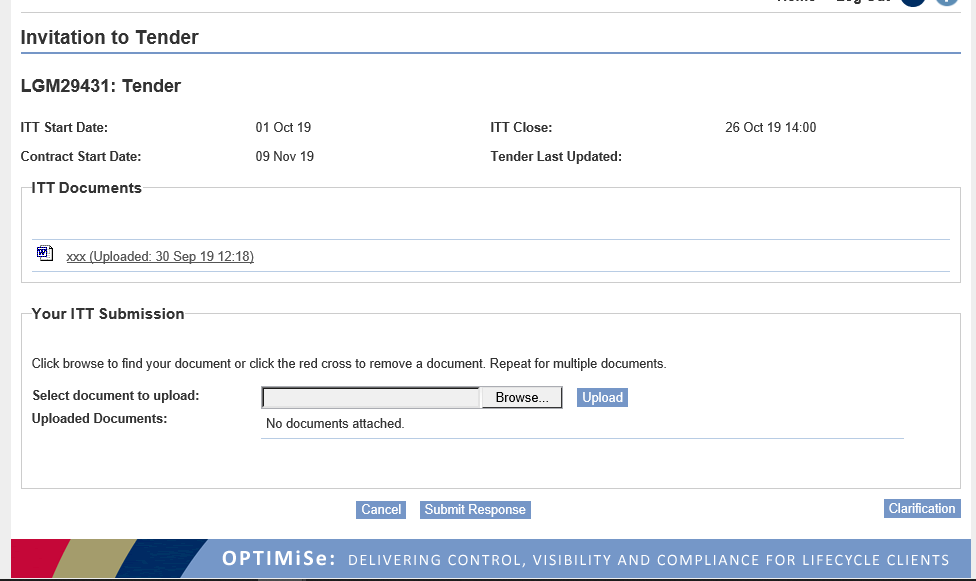 Home Log Out
Invitation to Tender
LGM29431: Tender
ITT Start Date: 01 Oct 19 ITT Close: 26 Oct 19 14:00
Contract Start Date: 09 Nov 19 Tender Last Updated:
ITT Documents
xxx (Uploaded: 30 Sep 19 12:18)
Your ITT Submission
Click browse to find your document or click the red cross to remove a document. Repeat for multiple documents.
Select document to upload: Browse... Upload
Uploaded Documents: No documents attached.
Cancel Submit Response Clarification
OPTIMiSe: DELIVERING CONTROL, VISIBILITY AND COMPLIANCE FOR LIFECYCLE CLIENTS